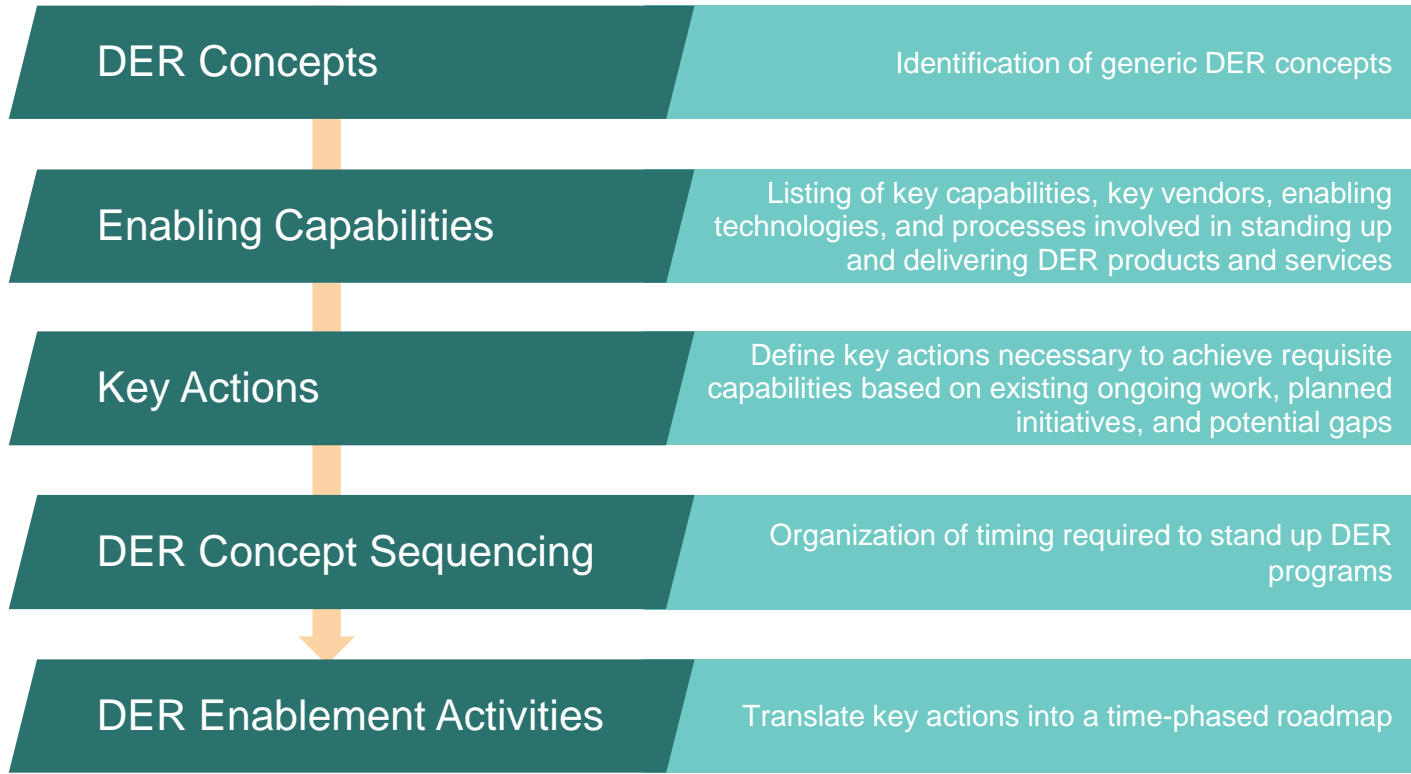 DER Concepts
Identification of generic DER concepts
Enabling Capabilities
Listing of key capabilities, key vendors, enabling
technologies, and processes involved in standing up
and delivering DER products and services
Key Actions
Define key actions necessary to achieve requisite
capabilities based on existing ongoing work, planned
initiatives, and potential gaps
DER Concept Sequencing
Organization of timing required to stand up DER
programs
DER Enablement Activities
Translate key actions into a time-phased roadmap